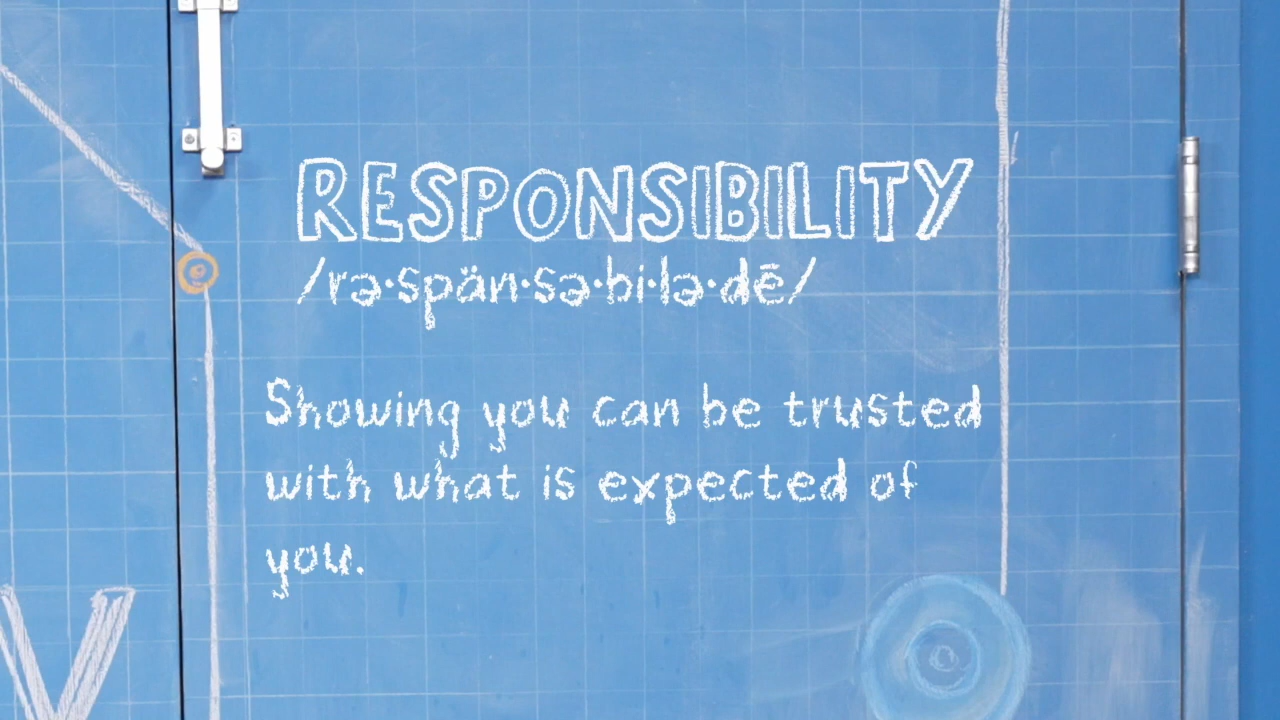 RESPONSIBILITY
/rə·spän·sə·bi·lə·dē/
Showing you can be trusted
with what is expected of
you.
V